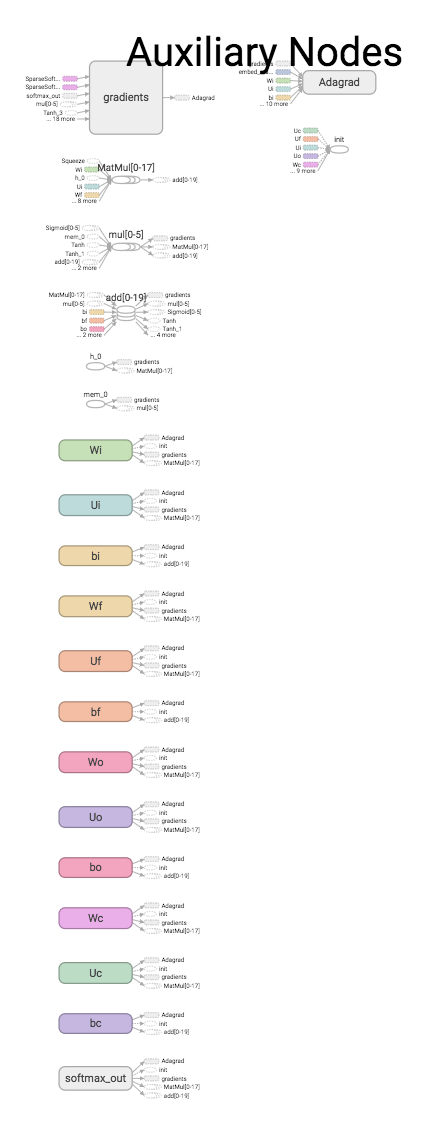 Auxiliary Nodes
SparseSoft...
SparseSoft...
softmax_out
mul[0-5]
Tanh_3
... 18 more
gradients
Adagrad
gradients
Ui
bi
... 10 more
Adagrad
Uc
Uf
Ui
Uo
Wc
... 9 more
init
Squeeze
Wi
h_0
Ui
Wf
... 8 more
MatMul[0-17]
add[0-19]
Sigmoid[0-5]
mem_0
Tanh
Tanh_1
add[0-19]
... 2 more
mul[0-5]
gradients
MatMul[0-17]
add[0-19]
MatMul[0-17]
mul[0-5]
bi
bf
bo
... 2 more
add[0-19]
gradients
mul[0-5]
Sigmoid[0-5]
Tanh
Tanh_1
... 4 more
h_0
gradients
MatMul[0-17]
mem_0
gradients
mul[0-5]
Wi
Adagrad
init
gradients
MatMul[0-17]
Ui
Adagrad
init
gradients
MatMul[0-17]
bi
Adagrad
init
add[0-19]
Wf
Adagrad
init
gradients
MatMul[0-17]
Uf
Adagrad
init
gradients
MatMul[0-17]
bf
Adagrad
init
add[0-19]
Wo
Adagrad
init
gradients
MatMul[0-17]
Uo
Adagrad
init
gradients
MatMul[0-17]
bo
Adagrad
init
add[0-19]
Wc
Adagrad
init
gradients
MatMul[0-17]
Uc
Adagrad
init
gradients
MatMul[0-17]
bc
Adagrad
init
add[0-19]
softmax_out
Adagrad
init
gradients
MatMul[0-17]
add[0-19]